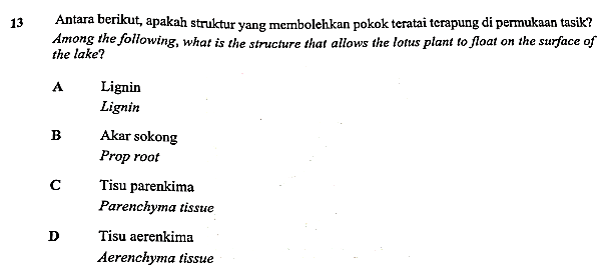 13 Antara berikut, apakah struktur yang membolehkan pokok teratai terapung di permukaan tasik?
Among the following, what is the structure that allows the lotus plant to float on the surface of
the lake?
A Lignin
Lignin
B Akar sokong
Prop root
C Tisu parenkima
Parenchyma tissue
D Tisu aerenkima
Aerenchyma tissue